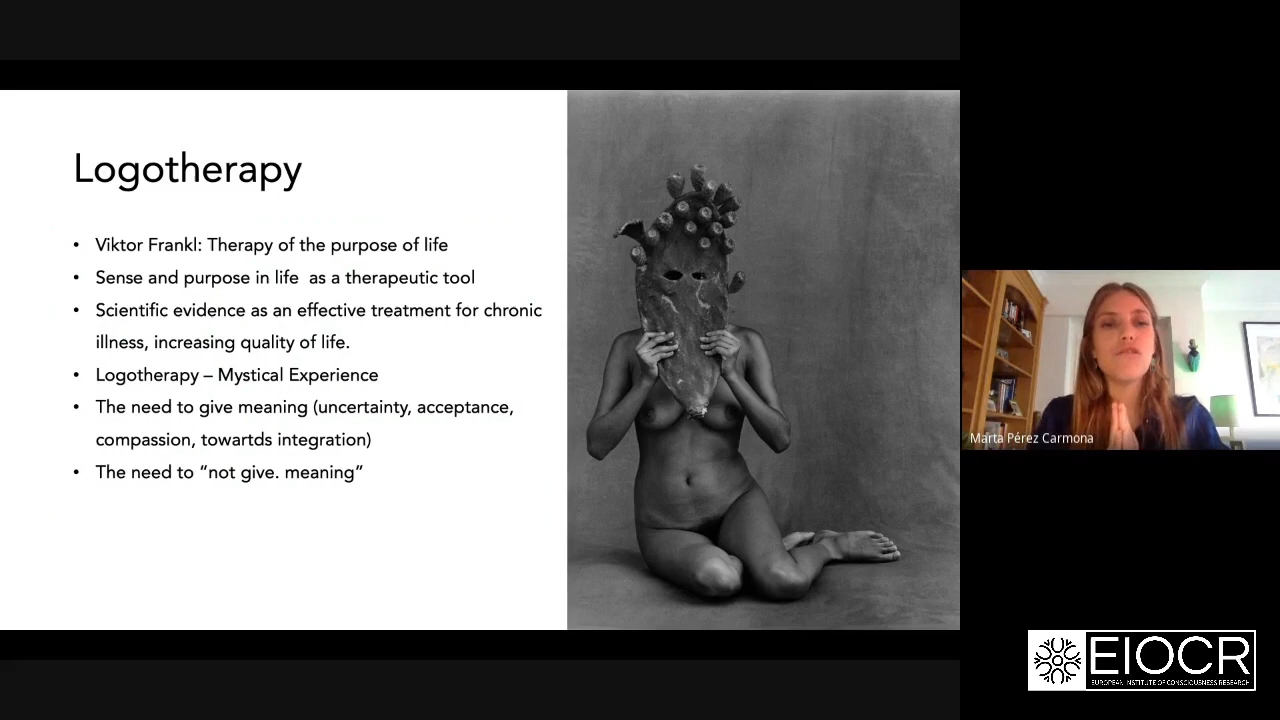 Logotherapy
• Viktor Frankl: Therapy of the purpose of life
• Sense and purpose in life  as a therapeutic tool
• Scientific evidence as an effective treatment for chronic
illness, increasing quality of life.
• Logotherapy – Mystical Experience
• The need to give meaning (uncertainty, acceptance,
compassion, towartds integration)
• The need to “not give. meaning”
Marta Pérez Carmona
EIOCR
EUROPEAN INSTITUTE OF CONSCIOUSNESS RESEARCH